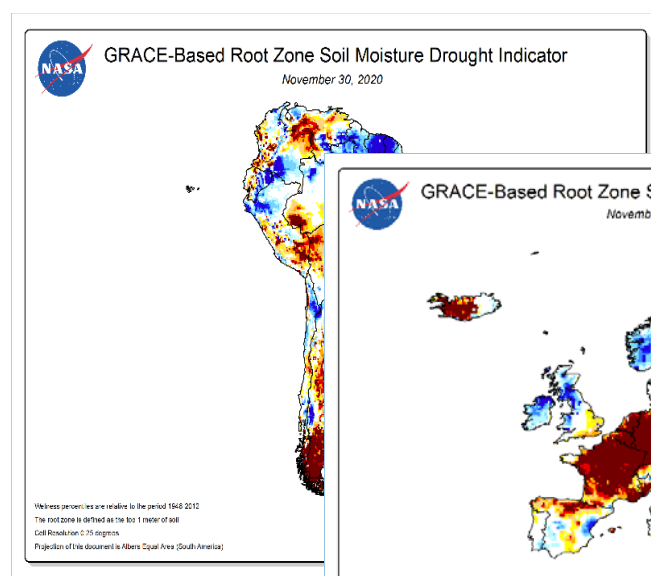 NASA
GRACE-Based Root Zone Soil Moisture Drought Indicator
November 30, 2020
NASA
GRACE-Based Root Zone S
Novemb
Wetness percentiles are relative to the period 1948-2012
The root zone is defined as the top 1 meter of soil
Cell Resolution 0.25 degrees
Projection of this document is Albers Equal Area (South America)